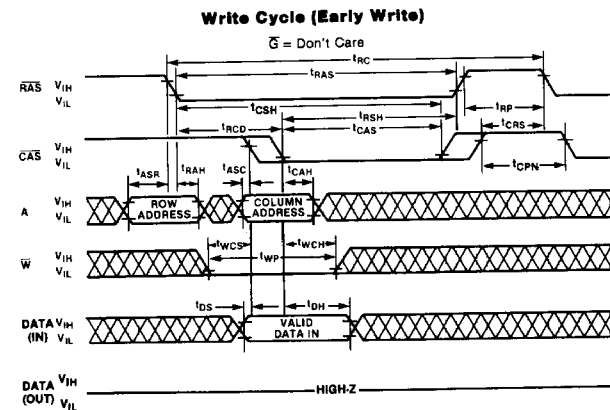 Write Cycle (Early Write)
G̅ = Don't Care
tRC
tRAS
R̅A̅S̅ VIH
VIL
tCSH
tRSH
tRP
tRCD
tCAS
tCRS
C̅A̅S̅ VIH
VIL
tCPN
tASR
tRAH
tASC
tCAH
A VIH
VIL
ROW
ADDRESS
COLUMN
ADDRESS
tWCS
tWCH
W̅ VIH
VIL
tWP
tDS
tDH
DATA VIH
(IN) VIL
VALID
DATA IN
DATA VIH
(OUT) VIL
HIGH-Z